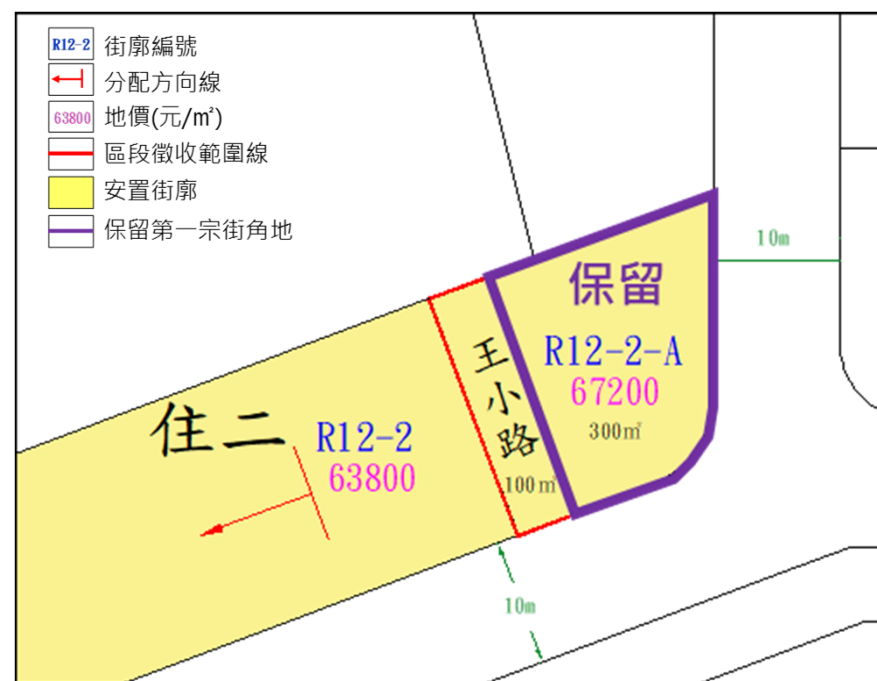 R12-2 街廓編號
分配方向線
63800 地價(元/㎡)
區段徵收範圍線
安置街廓
保留第一宗街角地
10m
保留
R12-2-A
67200
300㎡
王小路
100㎡
住二
R12-2
63800
10m